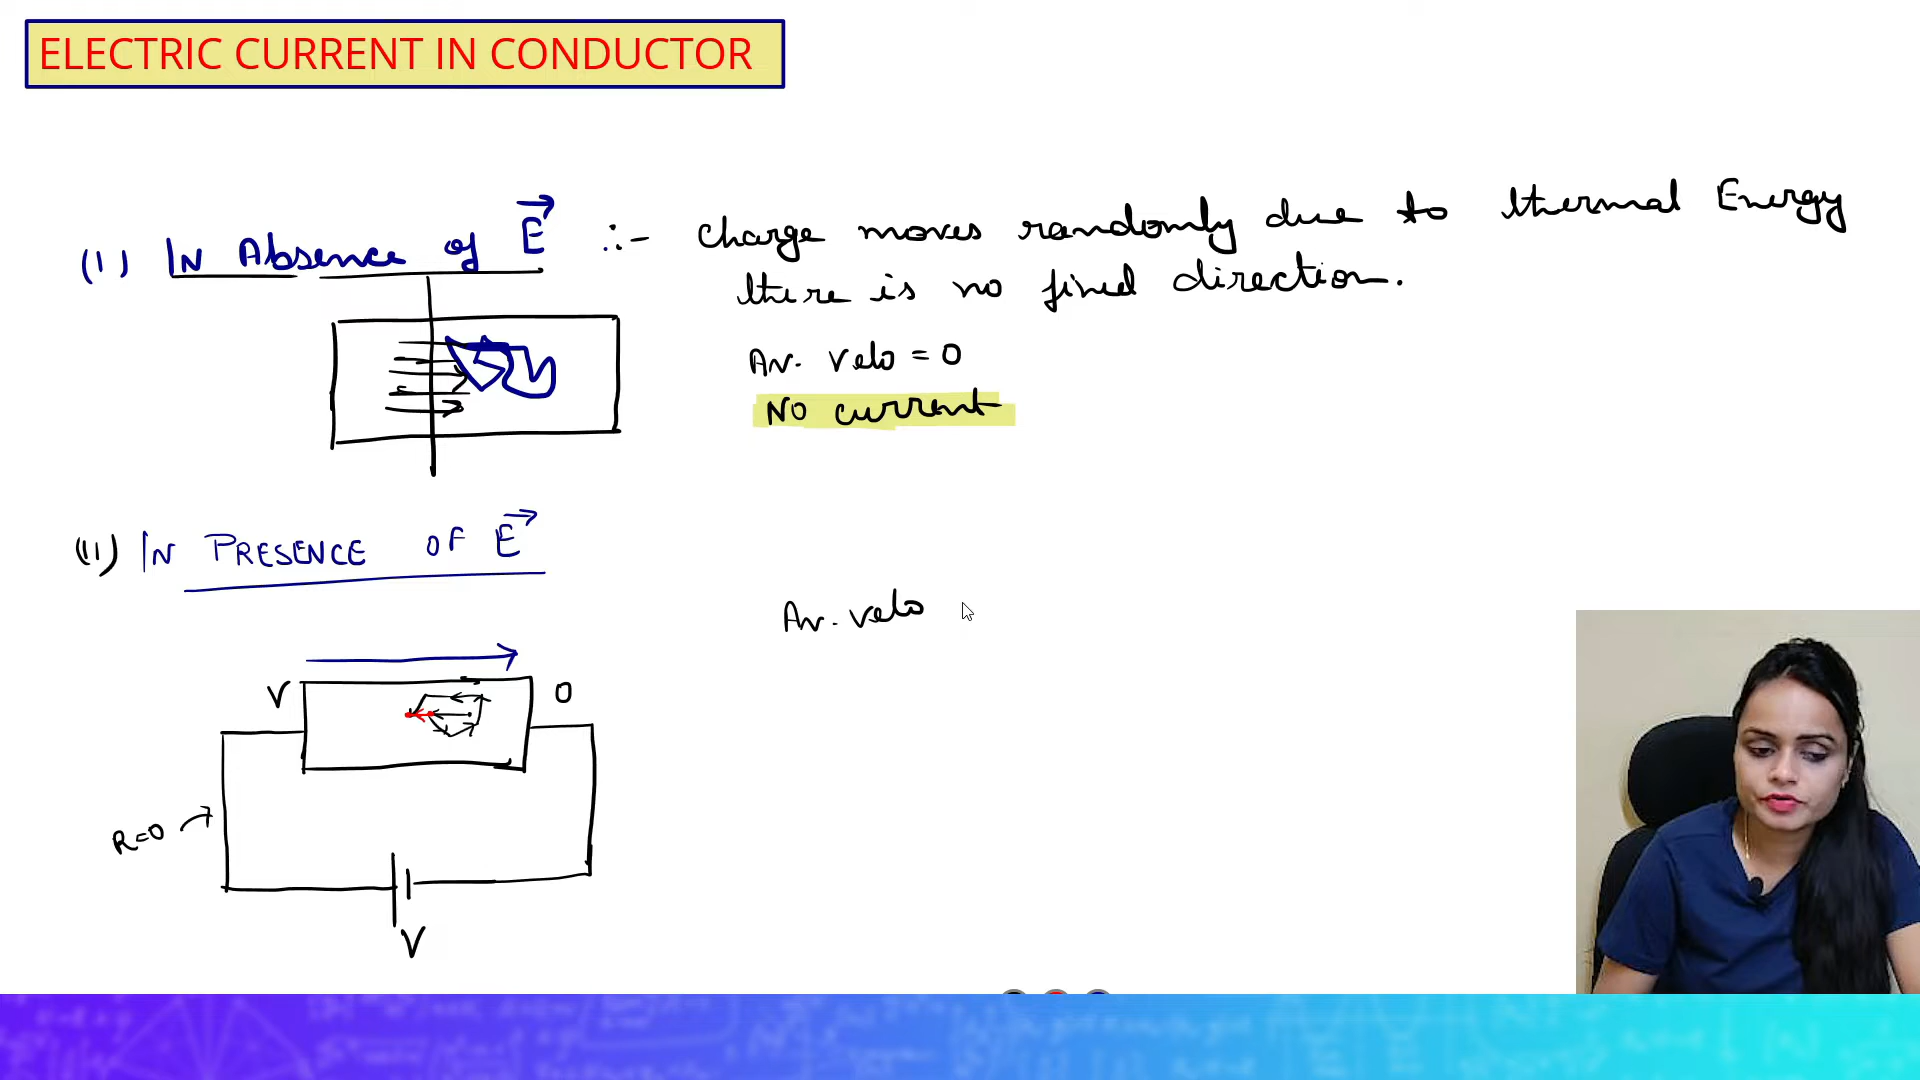 ELECTRIC CURRENT IN CONDUCTOR
(I) IN Absence of E :- charge moves randomly due to thermal Energy
there is no fixed direction.
Av. velo = 0
NO current
(II) IN PRESENCE OF E
Av. velo
V 0
R=0
V